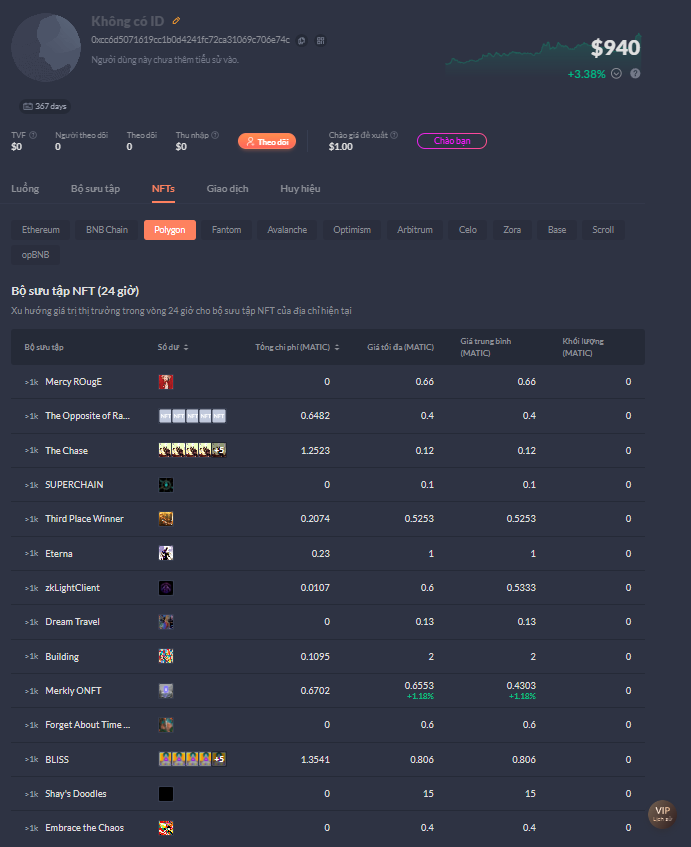 Không có ID
0xcc6d5071619cc1b0d4241fc72ca31069c706e74c
Người dùng này chưa thêm tiểu sử vào.
$940
+3.38%
367 days
TVF Người theo dõi Theo dõi Thu nhập Theo dõi Chào giá đề xuất Chào bạn
$0 0 0 $0 $1.00
Luồng Bộ sưu tập NFTs Giao dịch Huy hiệu
Ethereum BNB Chain Polygon Fantom Avalanche Optimism Arbitrum Celo Zora Base Scroll
opBNB
Bộ sưu tập NFT (24 giờ)
Xu hướng giá trị thị trường trong vòng 24 giờ cho bộ sưu tập NFT của địa chỉ hiện tại
Bộ sưu tập Số dư Tổng chi phí (MATIC) Giá tối đa (MATIC) Giá trung bình (MATIC) Khối lượng (MATIC)
>1k Mercy ROugE 0 0.66 0.66 0
>1k The Opposite of Ra... NFT NFT NFT NFT NFT 0.6482 0.4 0.4 0
>1k The Chase +5 1.2523 0.12 0.12 0
>1k SUPERCHAIN 0 0.1 0.1 0
>1k Third Place Winner 0.2074 0.5253 0.5253 0
>1k Eterna 0.23 1 1 0
>1k zkLightClient 0.0107 0.6 0.5333 0
>1k Dream Travel 0 0.13 0.13 0
>1k Building 0.1095 2 2 0
>1k Merkly ONFT 0.6702 0.6553 0.4303 0
+1.18% +1.18%
>1k Forget About Time ... 0 0.6 0.6 0
>1k BLISS +5 1.3541 0.806 0.806 0
>1k Shay's Doodles 0 15 15 0
>1k Embrace the Chaos 0 0.4 0.4 0
VIP
Lịch sử